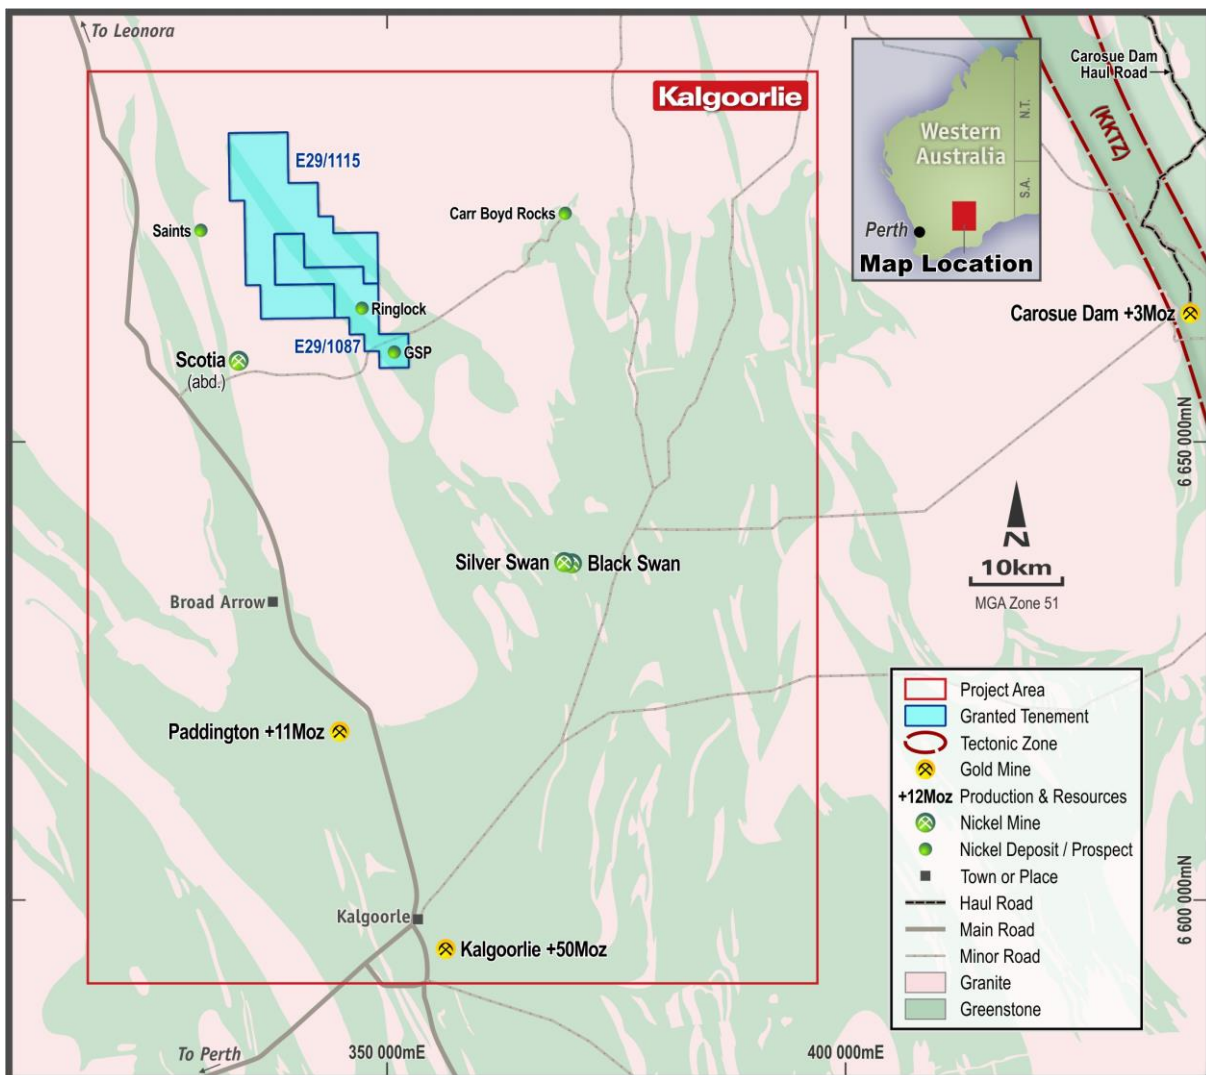 To Leonora
Kalgoorlie
E29/1115
Carr Boyd Rocks
Saints
Ringlock
E29/1087
GSP
Scotia
(abd.)
Western
Australia
N.T.
S.A.
Perth
Map Location
Carosue Dam
Haul Road
(KKTZ)
Carosue Dam +3Moz
6 650 000mN
N
10km
MGA Zone 51
Silver Swan
Black Swan
Broad Arrow
Paddington +11Moz
Kalgoorle
Kalgoorlie +50Moz
To Perth
350 000mE
400 000mE
6 600 000mN
Project Area
Granted Tenement
Tectonic Zone
Gold Mine
+12Moz Production & Resources
Nickel Mine
Nickel Deposit / Prospect
Town or Place
Haul Road
Main Road
Minor Road
Granite
Greenstone